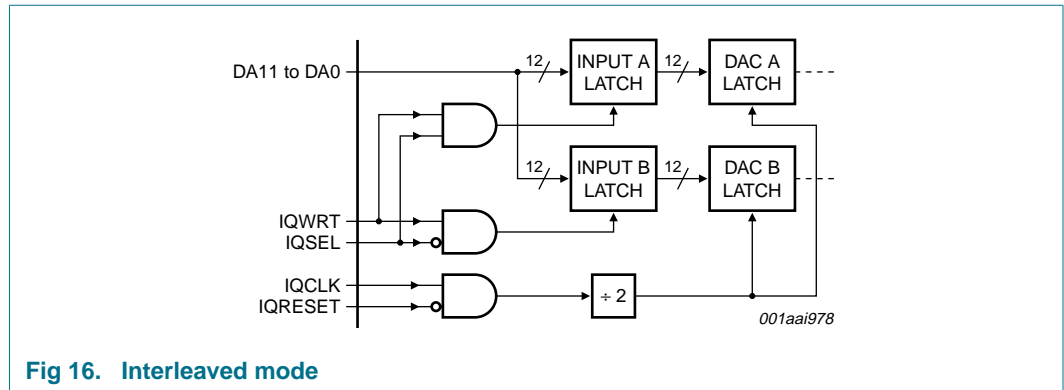 DA11 to DA0
12
INPUT A
LATCH
12
DAC A
LATCH
12
INPUT B
LATCH
12
DAC B
LATCH
IQWRT
IQSEL
IQCLK
IQRESET
÷ 2
001aai978
Fig 16. Interleaved mode